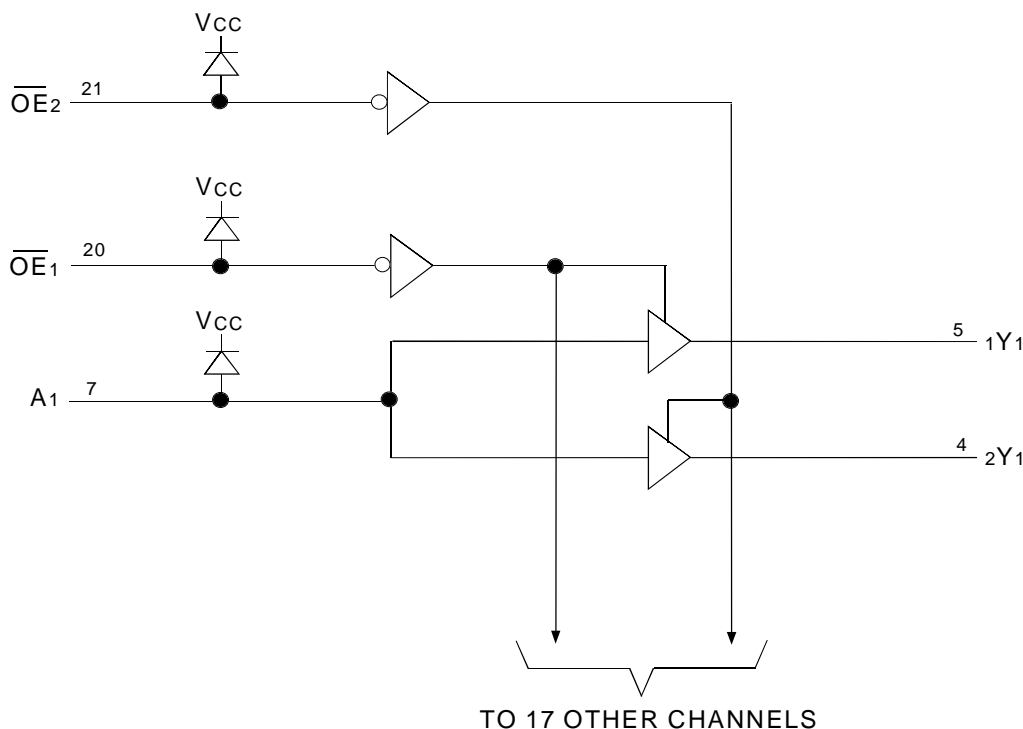 VCC
OE2 21
VCC
OE1 20
VCC
A1 7
5 1Y1
4 2Y1
TO 17 OTHER CHANNELS